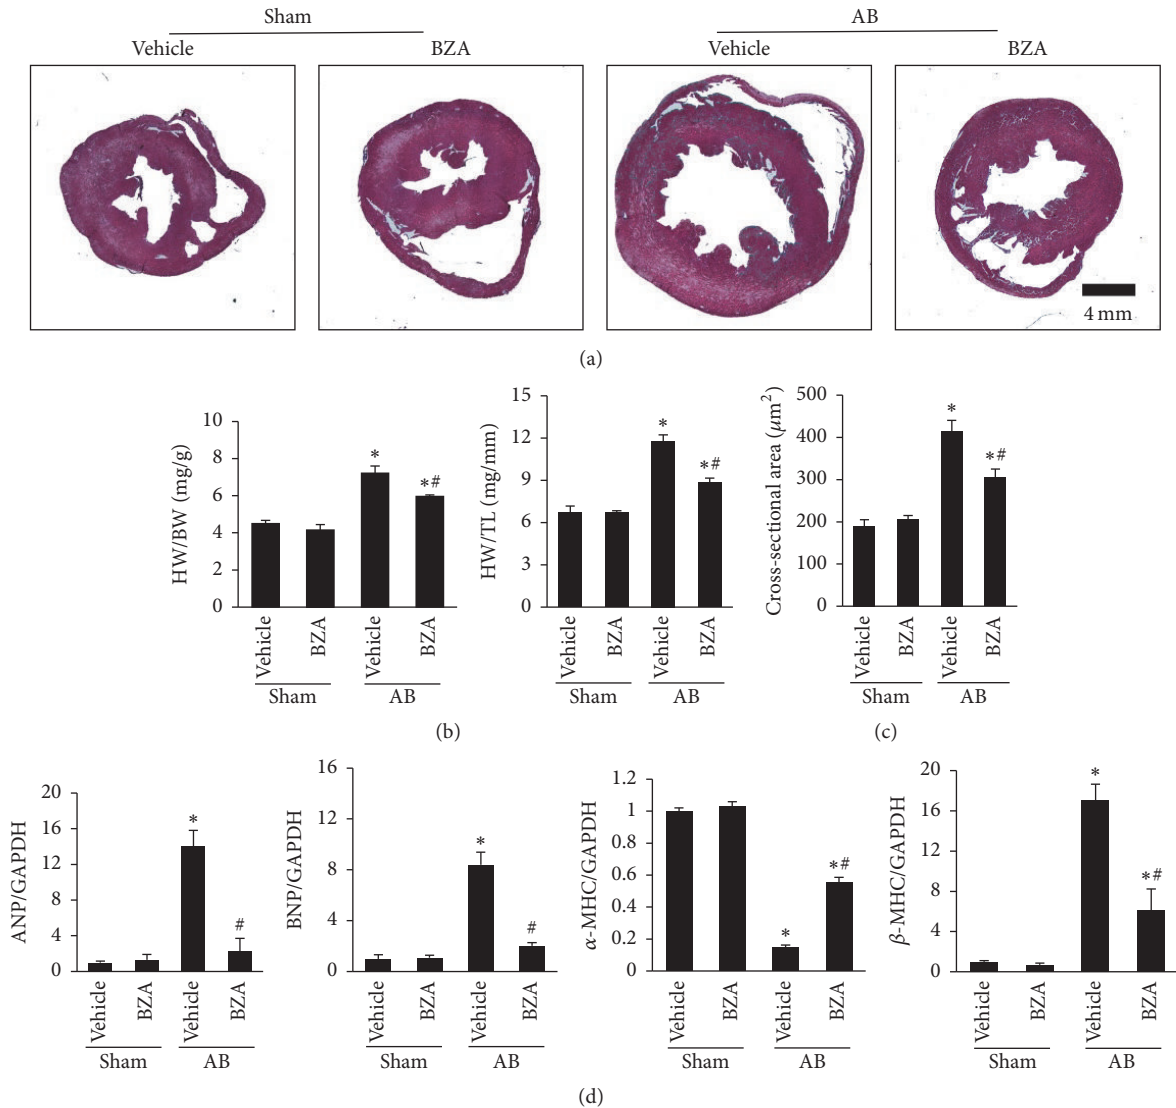 Sham AB
Vehicle BZA Vehicle BZA
4 mm
(a)
HW/BW (mg/g)
10
8
6
4
2
0
*
*#
Vehicle BZA Vehicle BZA
Sham AB
HW/TL (mg/mm)
15
12
9
6
3
0
*
*#
Vehicle BZA Vehicle BZA
Sham AB
(b)
Cross-sectional area (μm²)
500
400
300
200
100
0
*
*#
Vehicle BZA Vehicle BZA
Sham AB
(c)
ANP/GAPDH
20
16
12
8
4
0
*
#
Vehicle BZA Vehicle BZA
Sham AB
BNP/GAPDH
16
12
8
4
0
*
#
Vehicle BZA Vehicle BZA
Sham AB
α-MHC/GAPDH
1.2
1
0.8
0.6
0.4
0.2
0
*
*#
Vehicle BZA Vehicle BZA
Sham AB
β-MHC/GAPDH
20
16
12
8
4
0
*
*#
Vehicle BZA Vehicle BZA
Sham AB
(d)